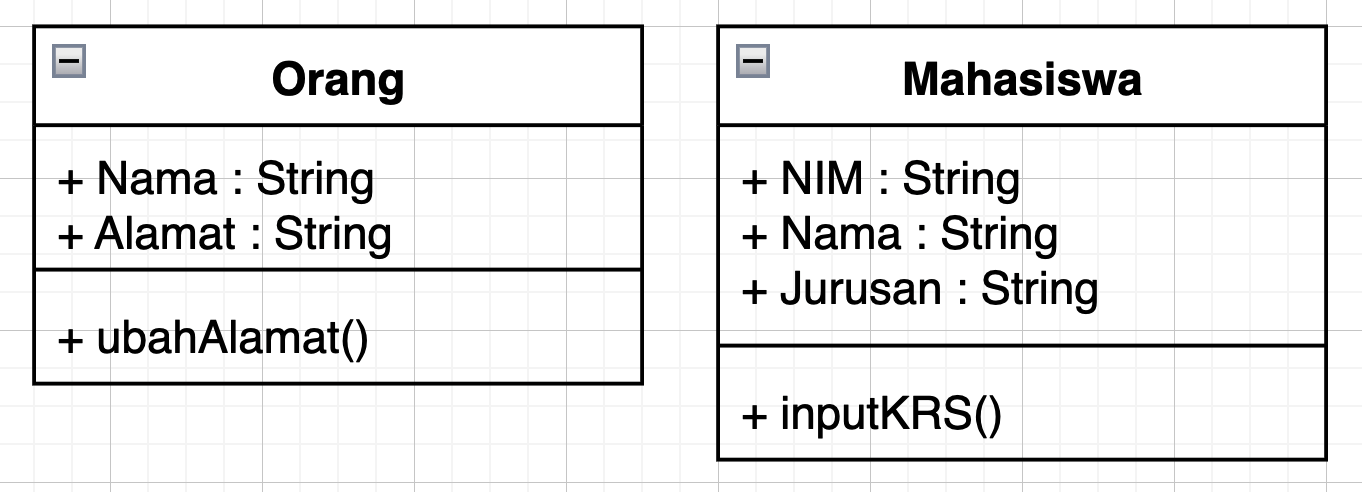 Orang
+ Nama : String
+ Alamat : String
+ ubahAlamat()
Mahasiswa
+ NIM : String
+ Nama : String
+ Jurusan : String
+ inputKRS()